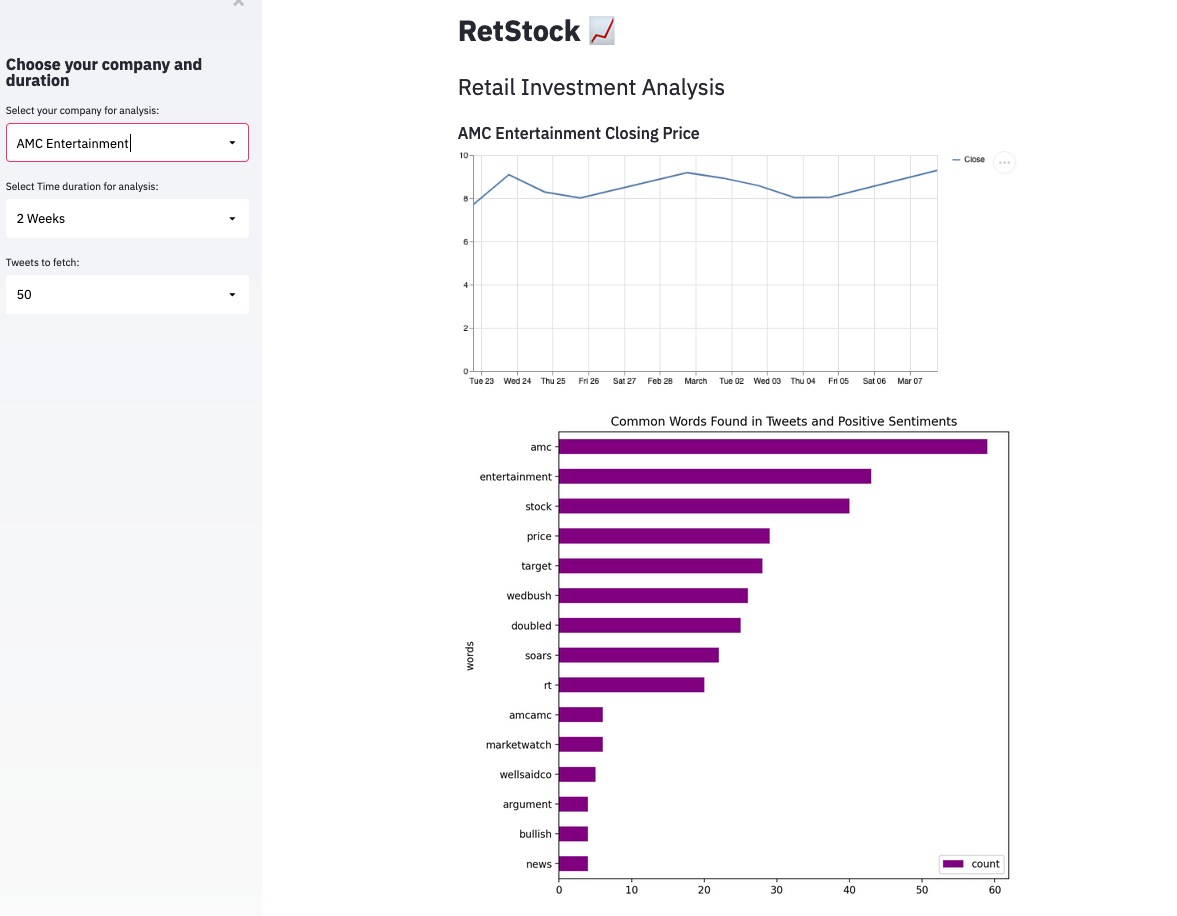 ×
Choose your company and
duration
Select your company for analysis:
AMC Entertainment
Select Time duration for analysis:
2 Weeks
Tweets to fetch:
50
RetStock
Retail Investment Analysis
AMC Entertainment Closing Price
10
8
6
4
2
0
Tue 23 Wed 24 Thu 25 Fri 26 Sat 27 Feb 28 March Tue 02 Wed 03 Thu 04 Fri 05 Sat 06 Mar 07
Close
Common Words Found in Tweets and Positive Sentiments
words
amc
entertainment
stock
price
target
wedbush
doubled
soars
rt
amcamc
marketwatch
wellsaidco
argument
bullish
news
count
0 10 20 30 40 50 60